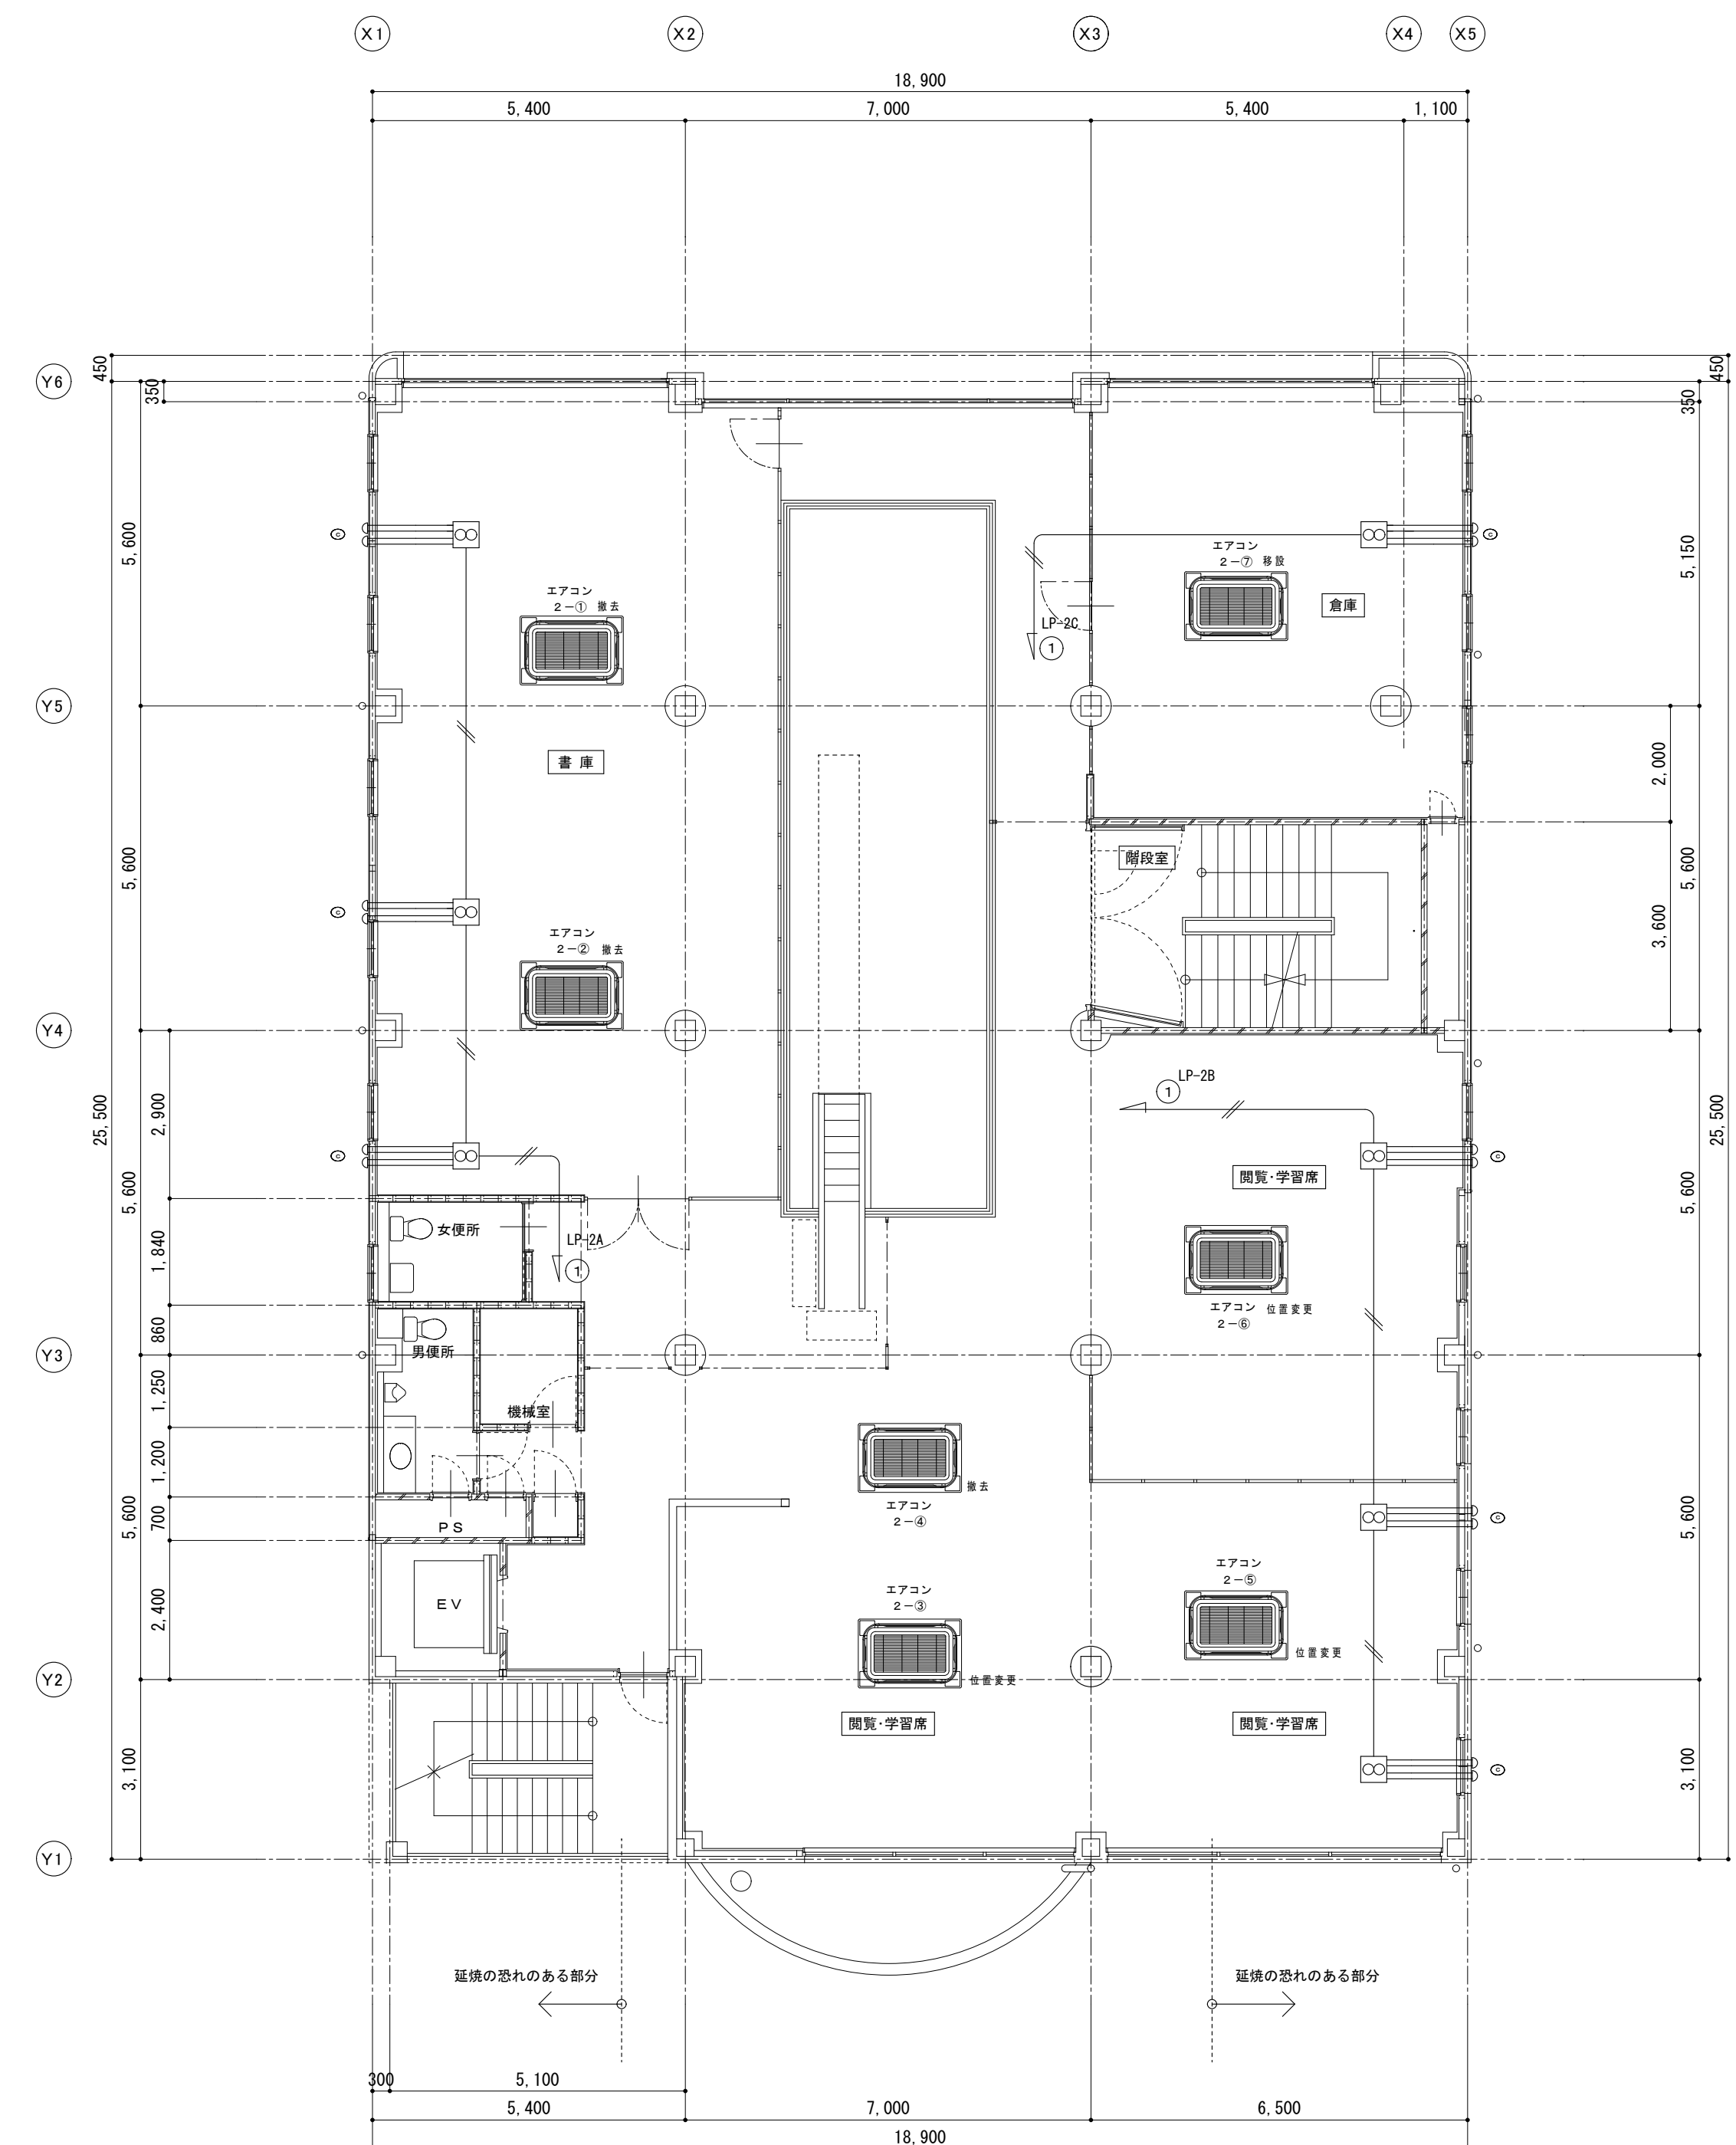 X1 X2 X3 X4 X5
18,900
5,400 7,000 5,400 1,100
450 450
Y6
350 350
5,600 5,150
エアコン
2-⑦ 移設
倉庫
エアコン
2-① 撤去
LP-2C
①
Y5
書 庫
2,000
階段室
5,600 5,600
3,600
エアコン
2-② 撤去
Y4
LP-2B
①
2,900
25,500 25,500
閲覧・学習席
5,600 5,600
女便所
1,840
LP-2A
①
エアコン 位置変更
2-⑥
860
男便所
Y3
1,250
機械室
1,200
撤去
エアコン
2-④
700
5,600 5,600
PS
エアコン
2-⑤
エアコン
2-③
2,400
EV
位置変更
位置変更
Y2
閲覧・学習席 閲覧・学習席
3,100 3,100
Y1
延焼の恐れのある部分 延焼の恐れのある部分
300 5,100
5,400 7,000 6,500
18,900